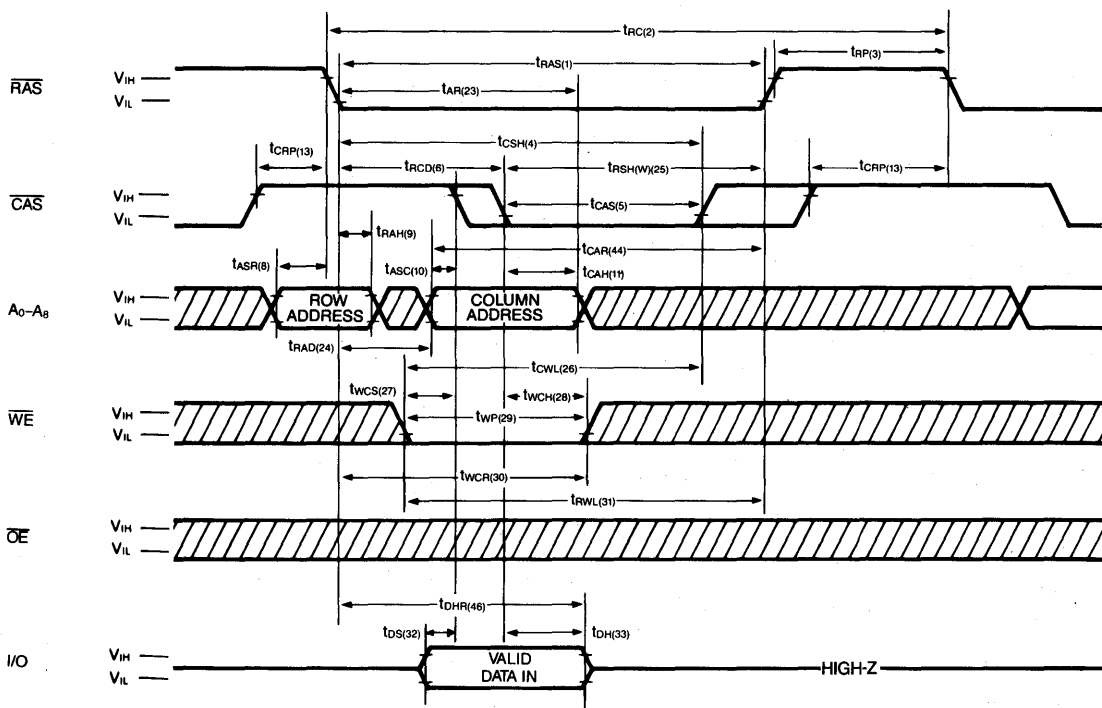 tRC(2)
tRP(3)
RAS
VIH
VIL
tRAS(1)
tAR(23)
tCSH(4)
tCRP(13)
tRCD(6)
tRSH(W)(25)
tCRP(13)
CAS
VIH
VIL
tCAS(5)
tRAH(9)
tCAR(44)
tASR(8)
tASC(10)
tCAH(11)
A0–A8
VIH
VIL
ROW
ADDRESS
COLUMN
ADDRESS
tRAD(24)
tCWL(26)
tWCS(27)
tWCH(28)
WE
VIH
VIL
tWP(29)
tWCR(30)
tRWL(31)
OE
VIH
VIL
tDHR(46)
tDS(32)
tDH(33)
I/O
VIH
VIL
VALID
DATA IN
HIGH-Z